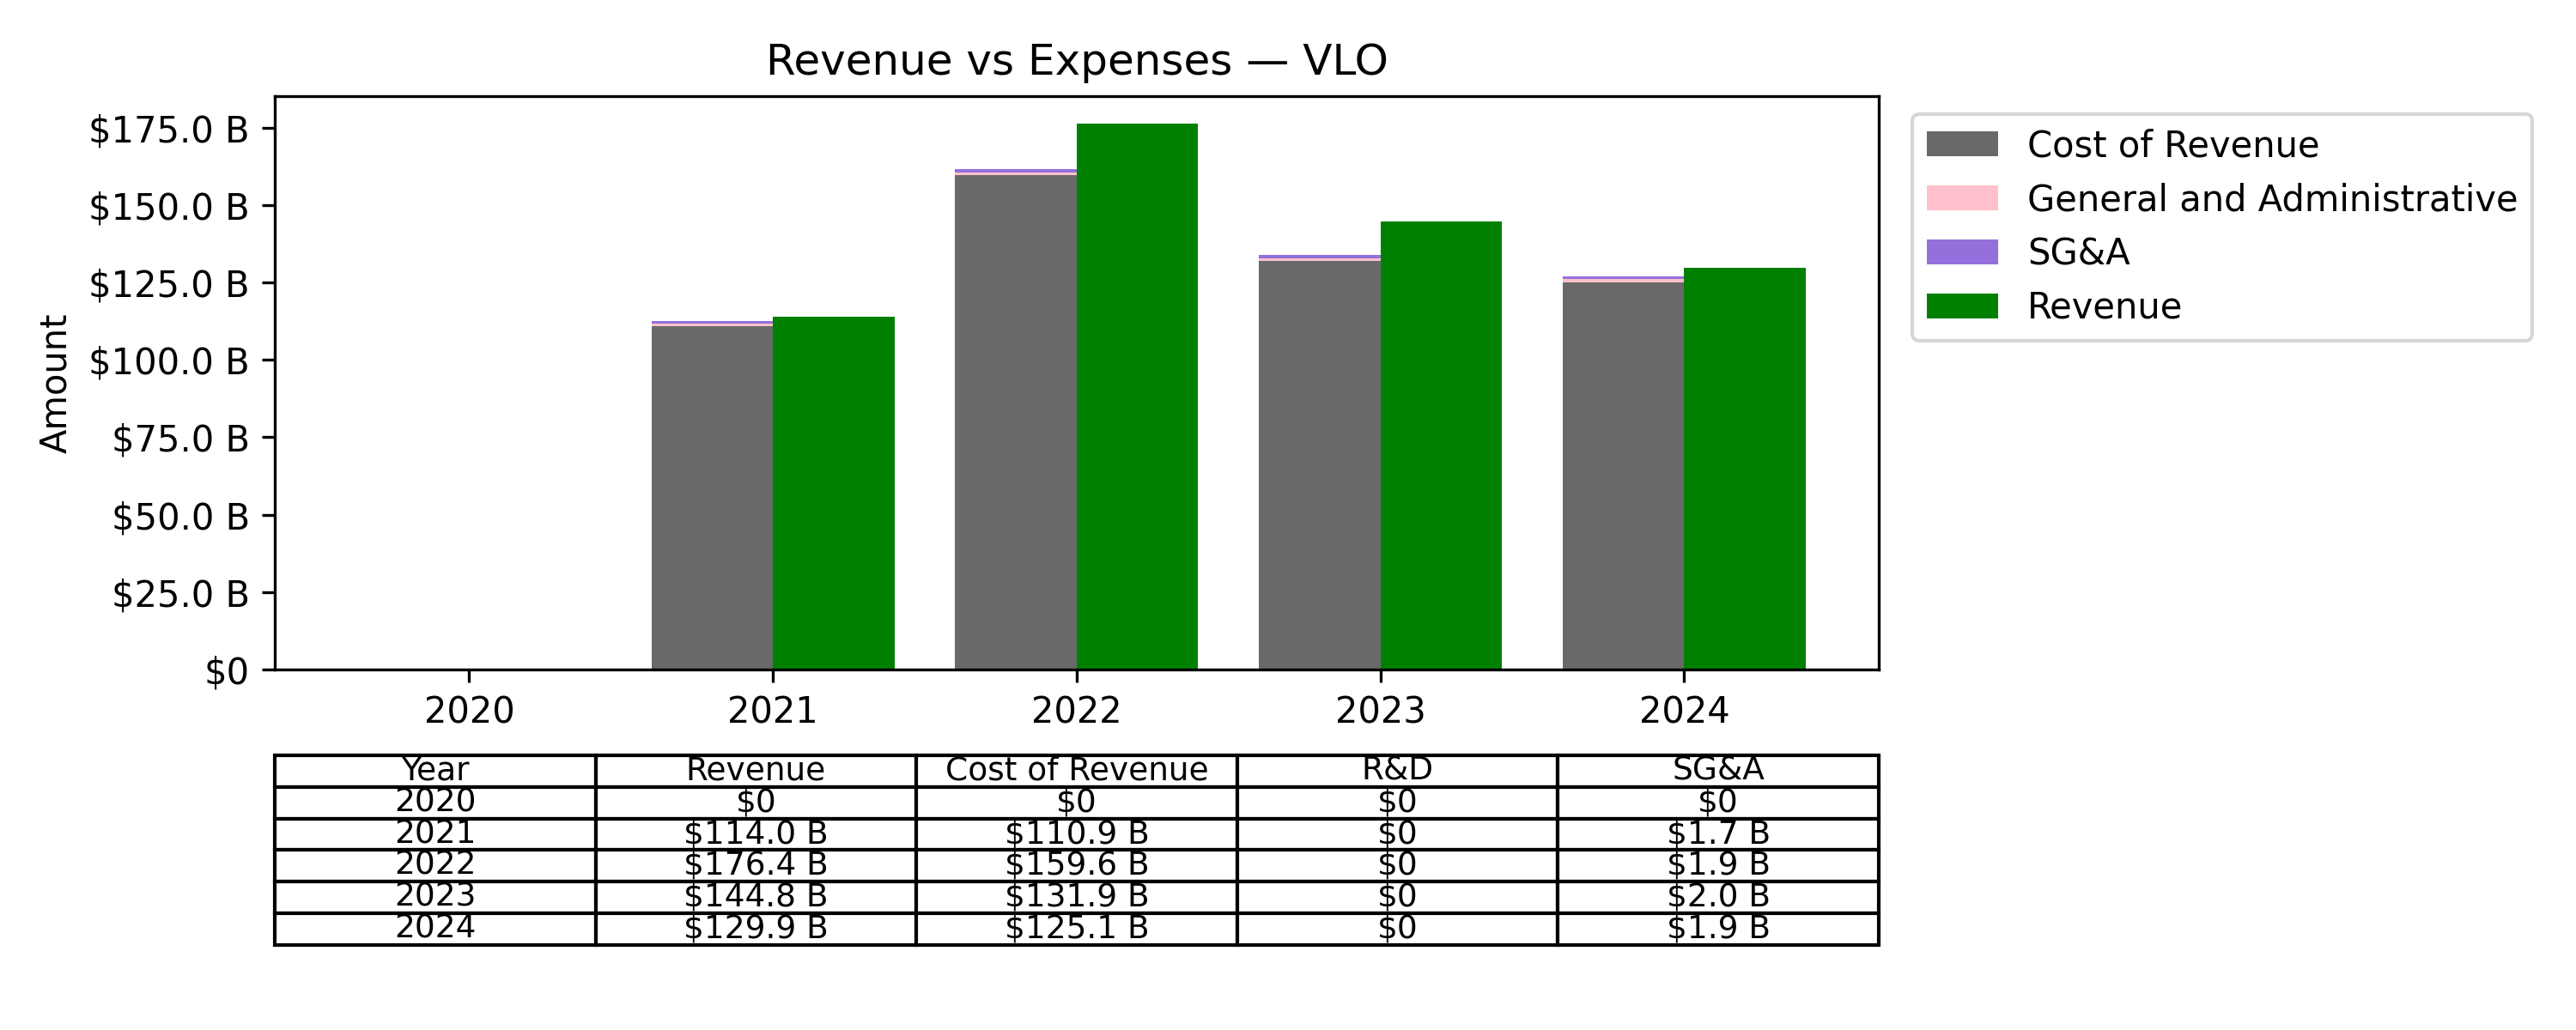 Revenue vs Expenses — VLO
Amount
$175.0 B
$150.0 B
$125.0 B
$100.0 B
$75.0 B
$50.0 B
$25.0 B
$0
2020 2021 2022 2023 2024
Cost of Revenue
General and Administrative
SG&A
Revenue
Year Revenue Cost of Revenue R&D SG&A
2020 $0 $0 $0 $0
2021 $114.0 B $110.9 B $0 $1.7 B
2022 $176.4 B $159.6 B $0 $1.9 B
2023 $144.8 B $131.9 B $0 $2.0 B
2024 $129.9 B $125.1 B $0 $1.9 B